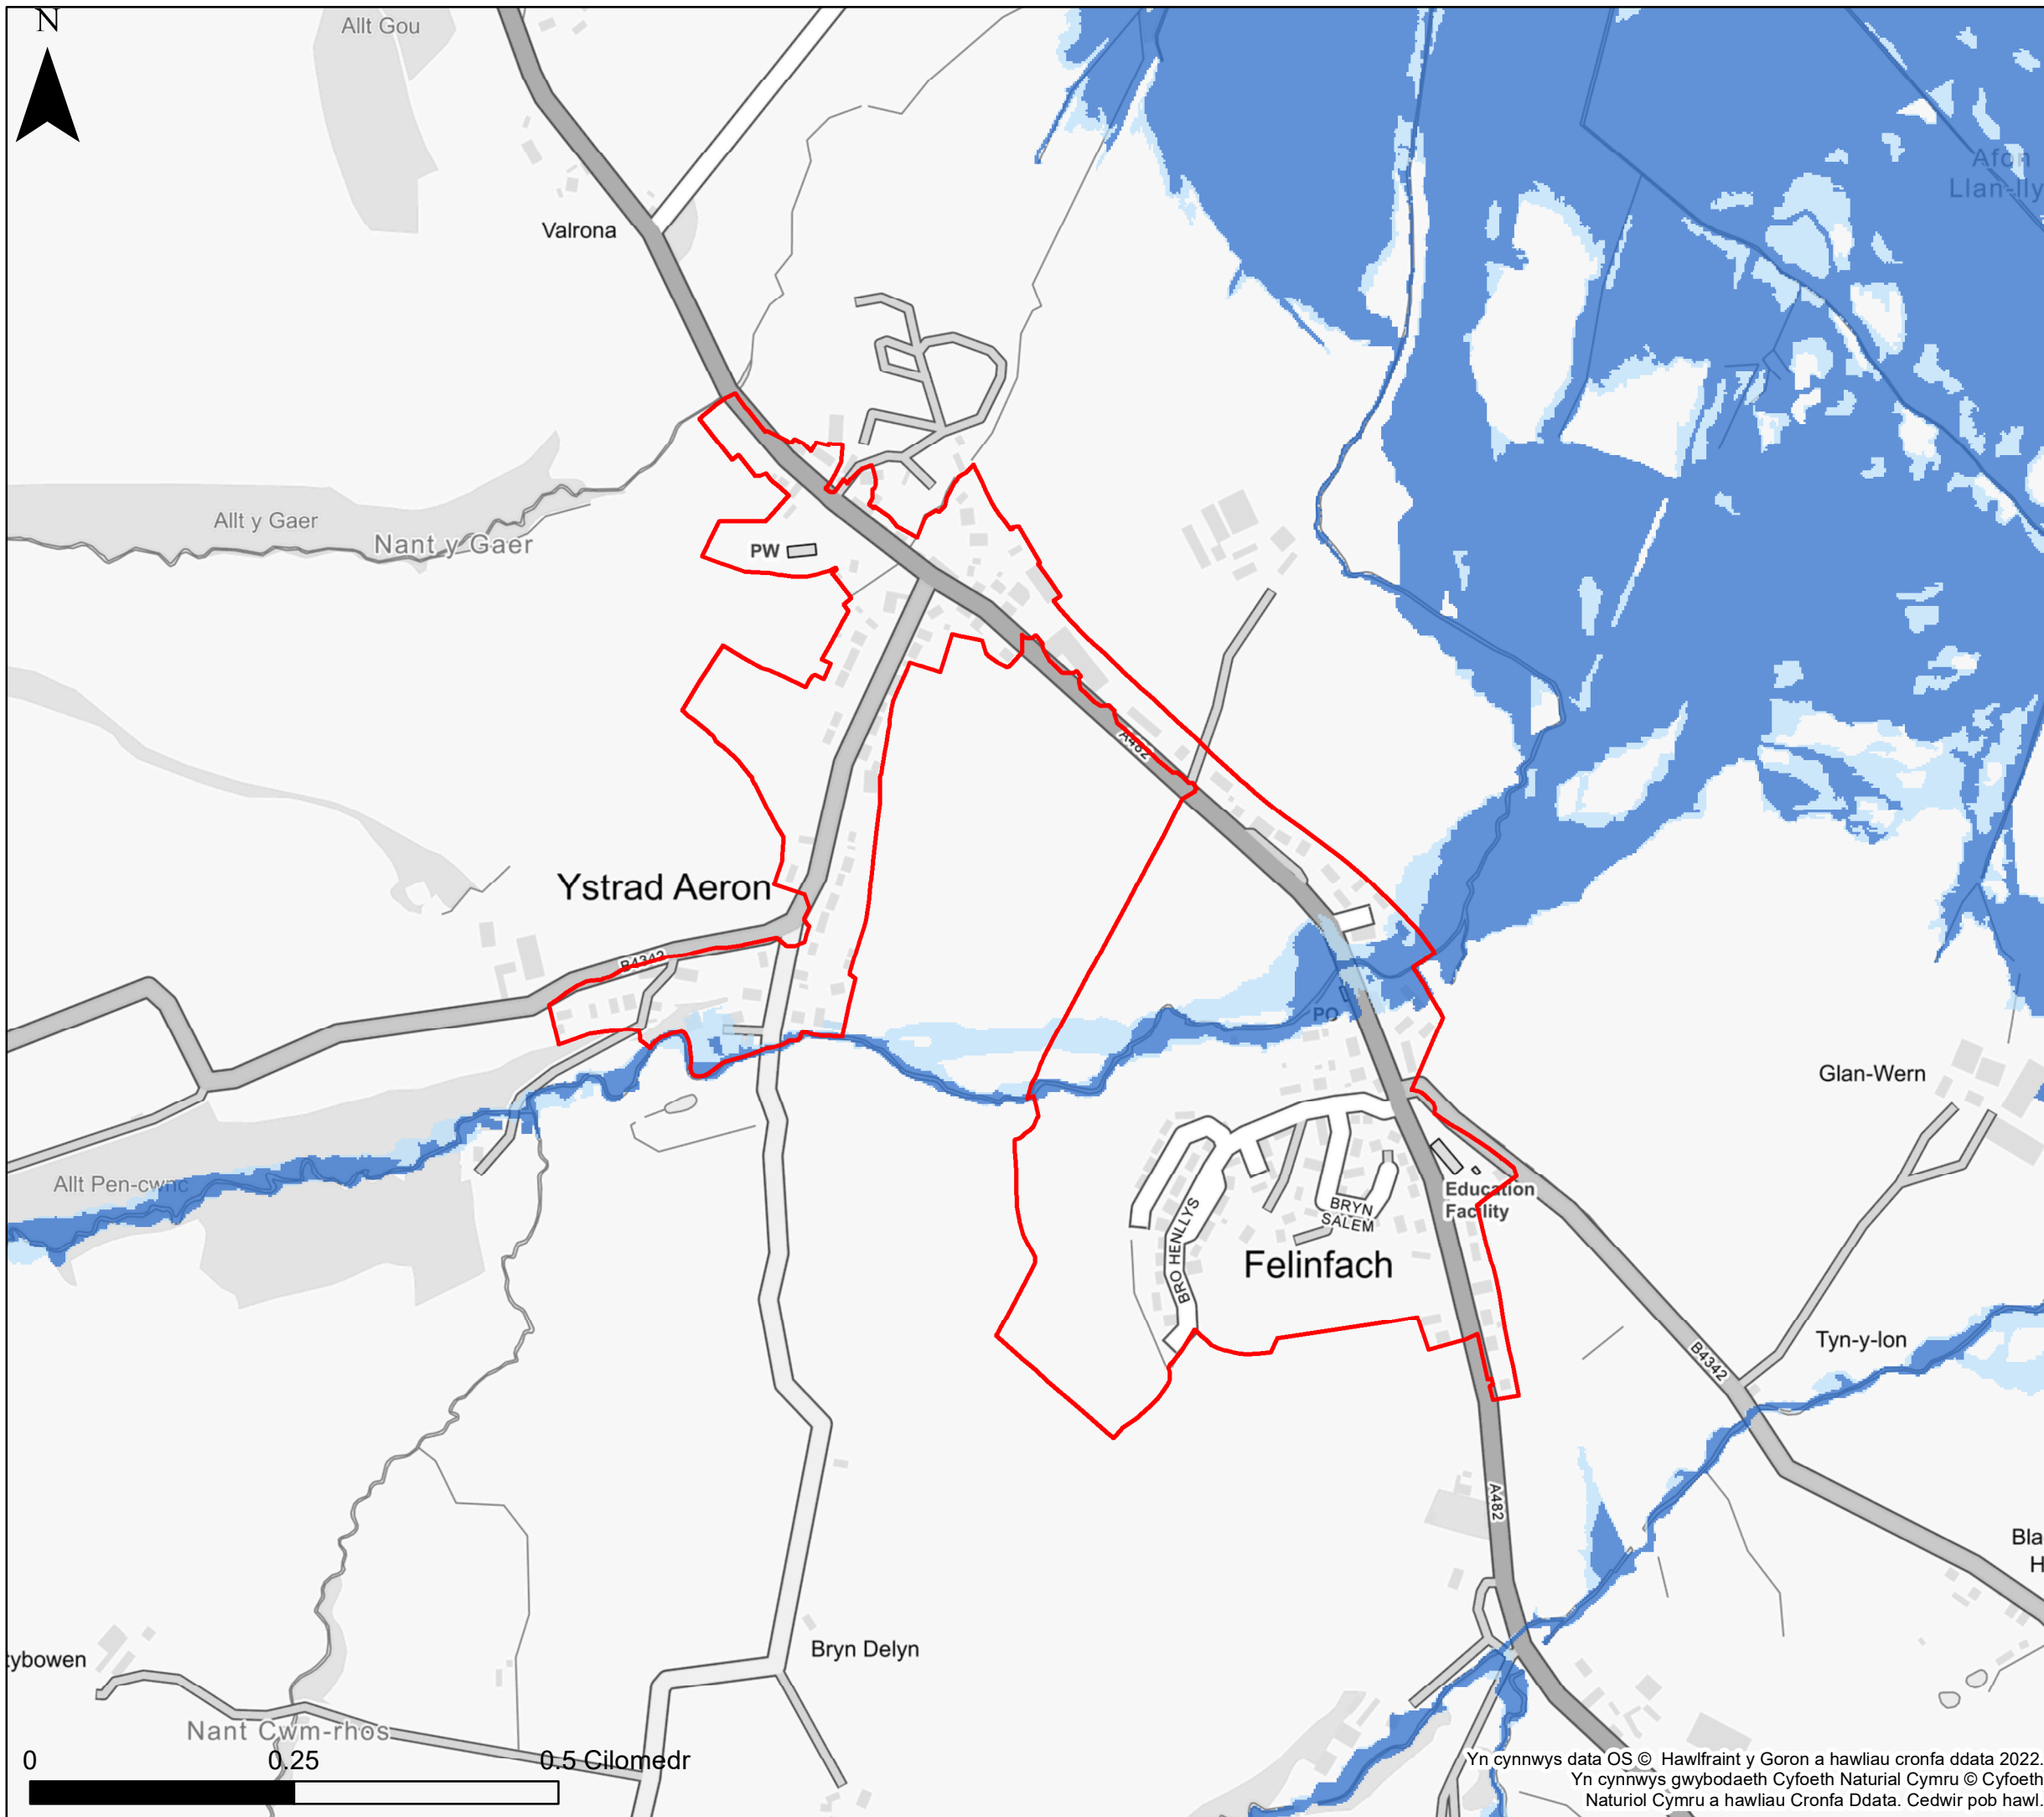 N
Allt Gou
Afon
Llan-lly
Valrona
Allt y Gaer
Nant y Gaer
PW
A482
Ystrad Aeron
B4342
PO
Glan-Wern
Allt Pen-cwnc
Education
Facility
BRYN
SALEM
BRO HENLLYS
Felinfach
Tyn-y-lon
B4342
A482
Bla
H
Bryn Delyn
tybowen
Nant Cwm-rhos
0 0.25 0.5 Cilomedr
Yn cynnwys data OS © Hawlfraint y Goron a hawliau cronfa ddata 2022.
Yn cynnwys gwybodaeth Cyfoeth Naturial Cymru © Cyfoeth
Naturiol Cymru a hawliau Cronfa Ddata. Cedwir pob hawl.